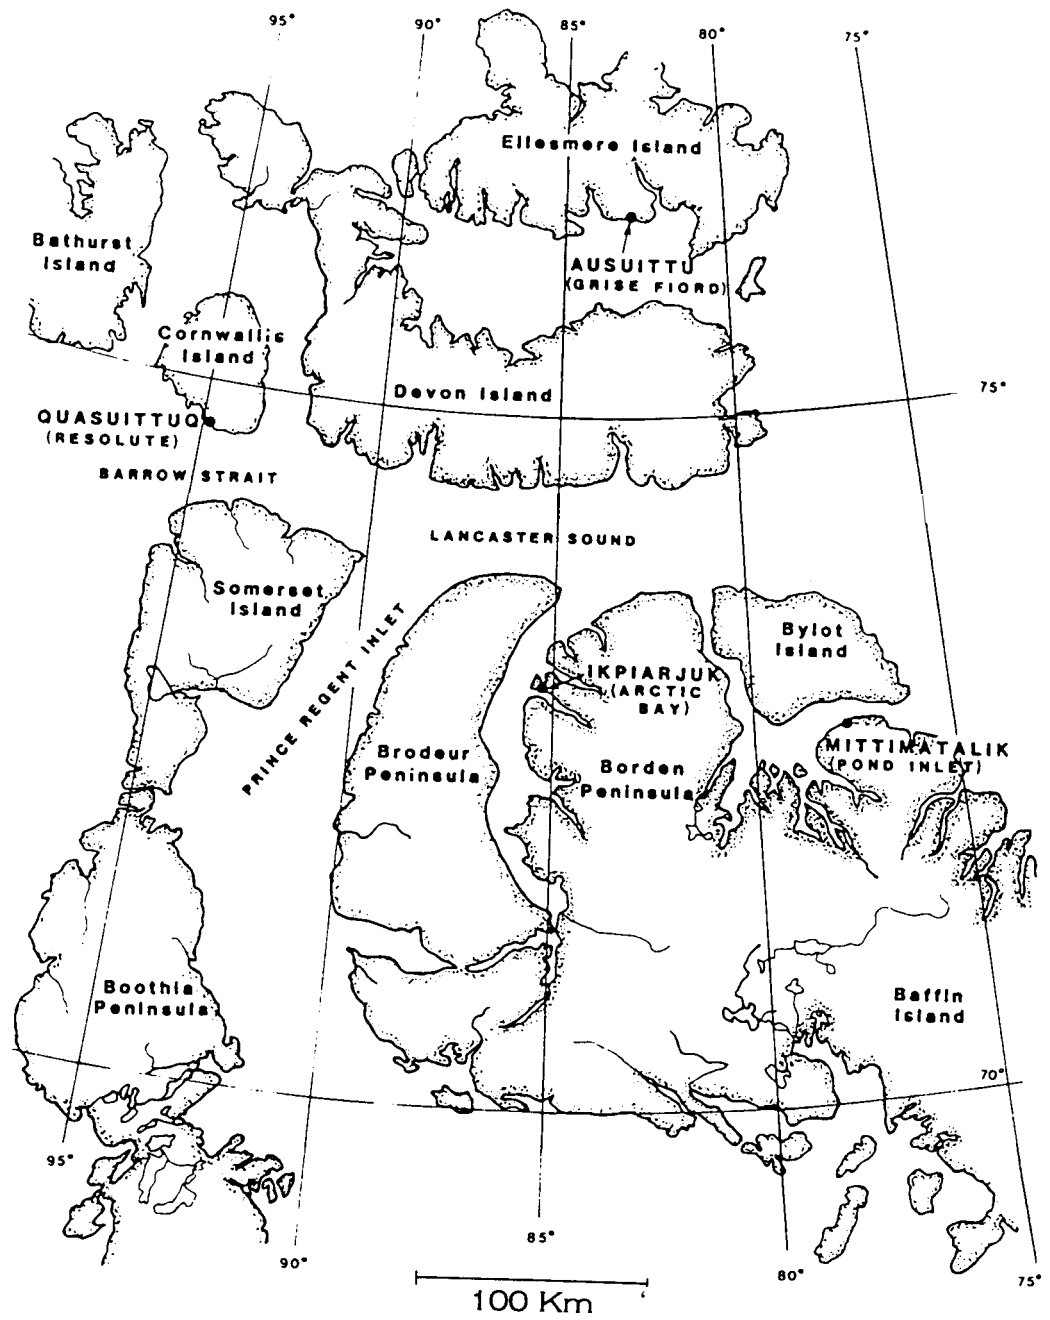 95°
90°
85°
80°
75°
Ellesmere Island
Bathurst
Island
AUSUITTU
(GRISE FIORD)
Cornwallis
Island
Devon Island
75°
QUASUITTUQ
(RESOLUTE)
BARROW STRAIT
LANCASTER SOUND
Somerset
Island
PRINCE REGENT INLET
Bylot
Island
IKPIARJUK
(ARCTIC
BAY)
Brodeur
Peninsula
Borden
Peninsula
MITTIMATALIK
(POND INLET)
Boothia
Peninsula
Baffin
Island
70°
95°
90°
85°
80°
75°
100 Km